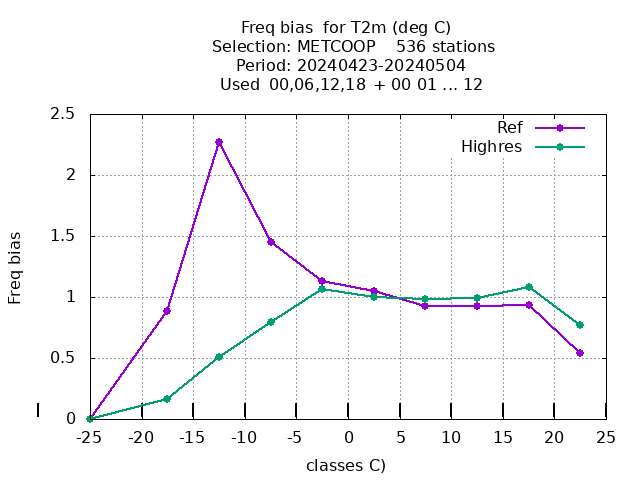 Freq bias  for T2m (deg C)
Selection: METCOOP    536 stations
Period: 20240423-20240504
Used  00,06,12,18  + 00 01 ... 12
Ref
Highres
Freq bias
2.5
2
1.5
1
0.5
0
-25 -20 -15 -10 -5 0 5 10 15 20 25
classes C)